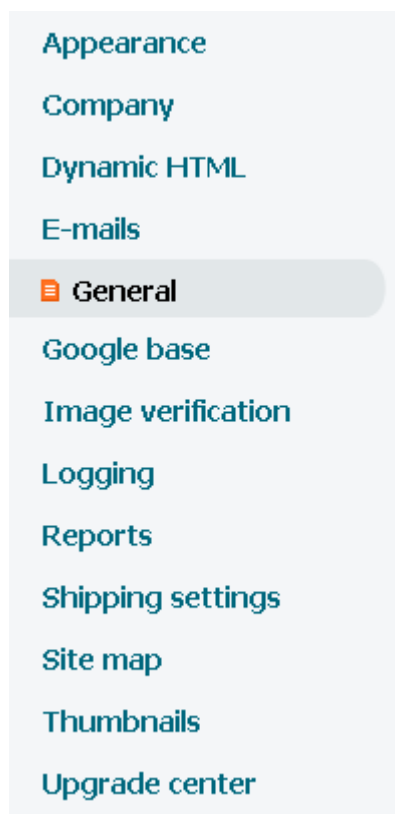 Appearance
Company
Dynamic HTML
E-mails
General
Google base
Image verification
Logging
Reports
Shipping settings
Site map
Thumbnails
Upgrade center